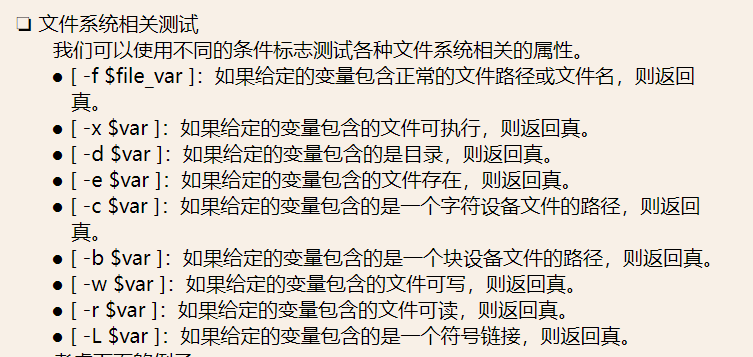 ❑ 文件系统相关测试
我们可以使用不同的条件标志测试各种文件系统相关的属性。
● [ -f $file_var ]：如果给定的变量包含正常的文件路径或文件名，则返回
真。
● [ -x $var ]：如果给定的变量包含的文件可执行，则返回真。
● [ -d $var ]：如果给定的变量包含的是目录，则返回真。
● [ -e $var ]：如果给定的变量包含的文件存在，则返回真。
● [ -c $var ]：如果给定的变量包含的是一个字符设备文件的路径，则返回
真。
● [ -b $var ]：如果给定的变量包含的是一个块设备文件的路径，则返回真。
● [ -w $var ]：如果给定的变量包含的文件可写，则返回真。
● [ -r $var ]：如果给定的变量包含的文件可读，则返回真。
● [ -L $var ]：如果给定的变量包含的是一个符号链接，则返回真。